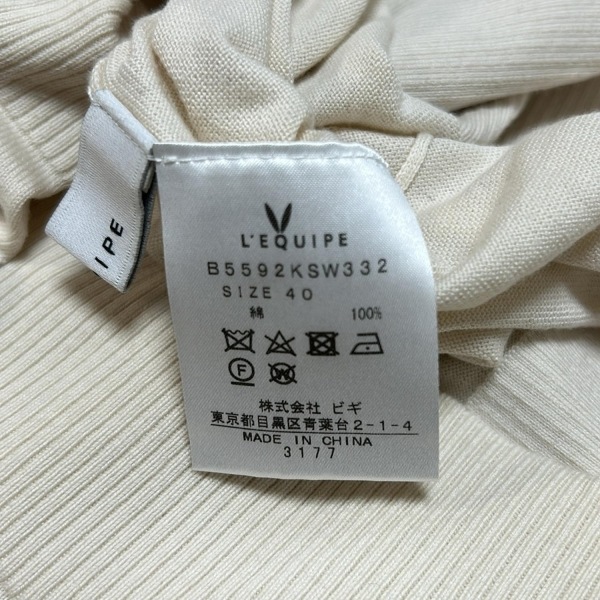 IPE
L'EQUIPE
B5592KSW332
SIZE 40
綿 100%
F W
株式会社 ビギ
東京都目黒区青葉台2-1-4
MADE IN CHINA
3177